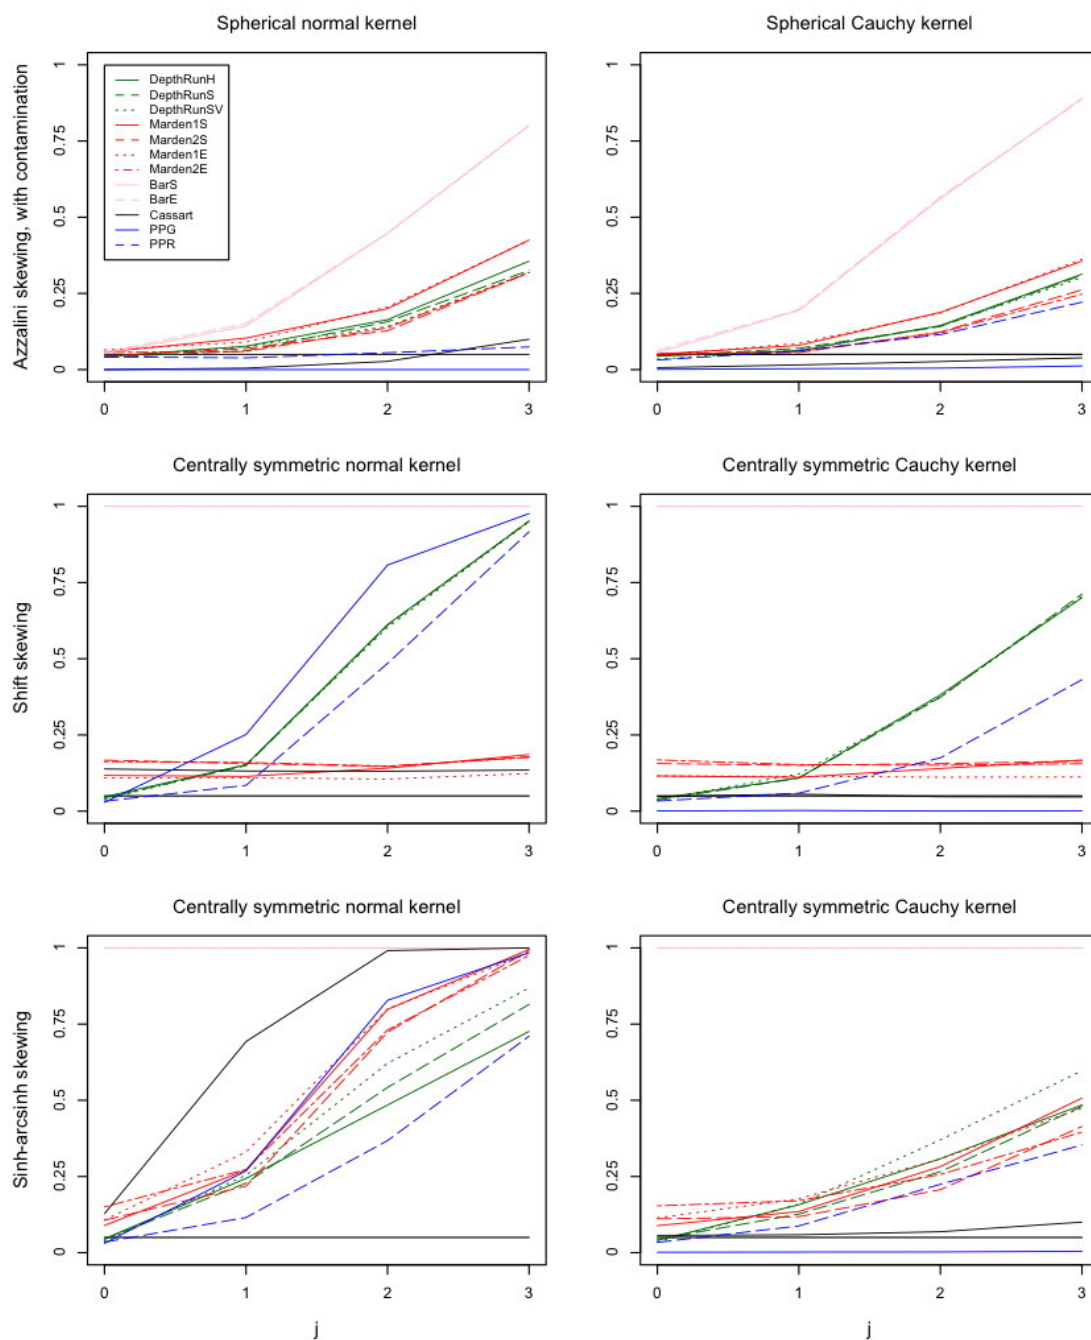 Spherical normal kernel
Spherical Cauchy kernel
Azzalini skewing, with contamination
1
0.75
0.5
0.25
0
DepthRunH
DepthRunS
DepthRunSV
Marden1S
Marden2S
Marden1E
Marden2E
BarS
BarE
Cassart
PPG
PPR
0 1 2 3
1
0.75
0.5
0.25
0
0 1 2 3
Centrally symmetric normal kernel
Centrally symmetric Cauchy kernel
Shift skewing
1
0.75
0.5
0.25
0
0 1 2 3
1
0.75
0.5
0.25
0
0 1 2 3
Centrally symmetric normal kernel
Centrally symmetric Cauchy kernel
Sinh-arcsinh skewing
1
0.75
0.5
0.25
0
0 1 2 3
j
1
0.75
0.5
0.25
0
0 1 2 3
j